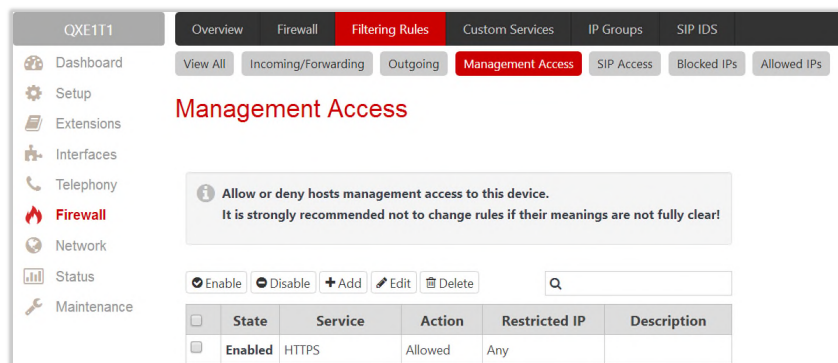 QXE1T1
Overview Firewall Filtering Rules Custom Services IP Groups SIP IDS
View All Incoming/Forwarding Outgoing Management Access SIP Access Blocked IPs Allowed IPs
Dashboard
Setup
Extensions
Interfaces
Telephony
Firewall
Network
Status
Maintenance
Management Access
Allow or deny hosts management access to this device.
It is strongly recommended not to change rules if their meanings are not fully clear!
Enable Disable Add Edit Delete
State Service Action Restricted IP Description
Enabled HTTPS Allowed Any